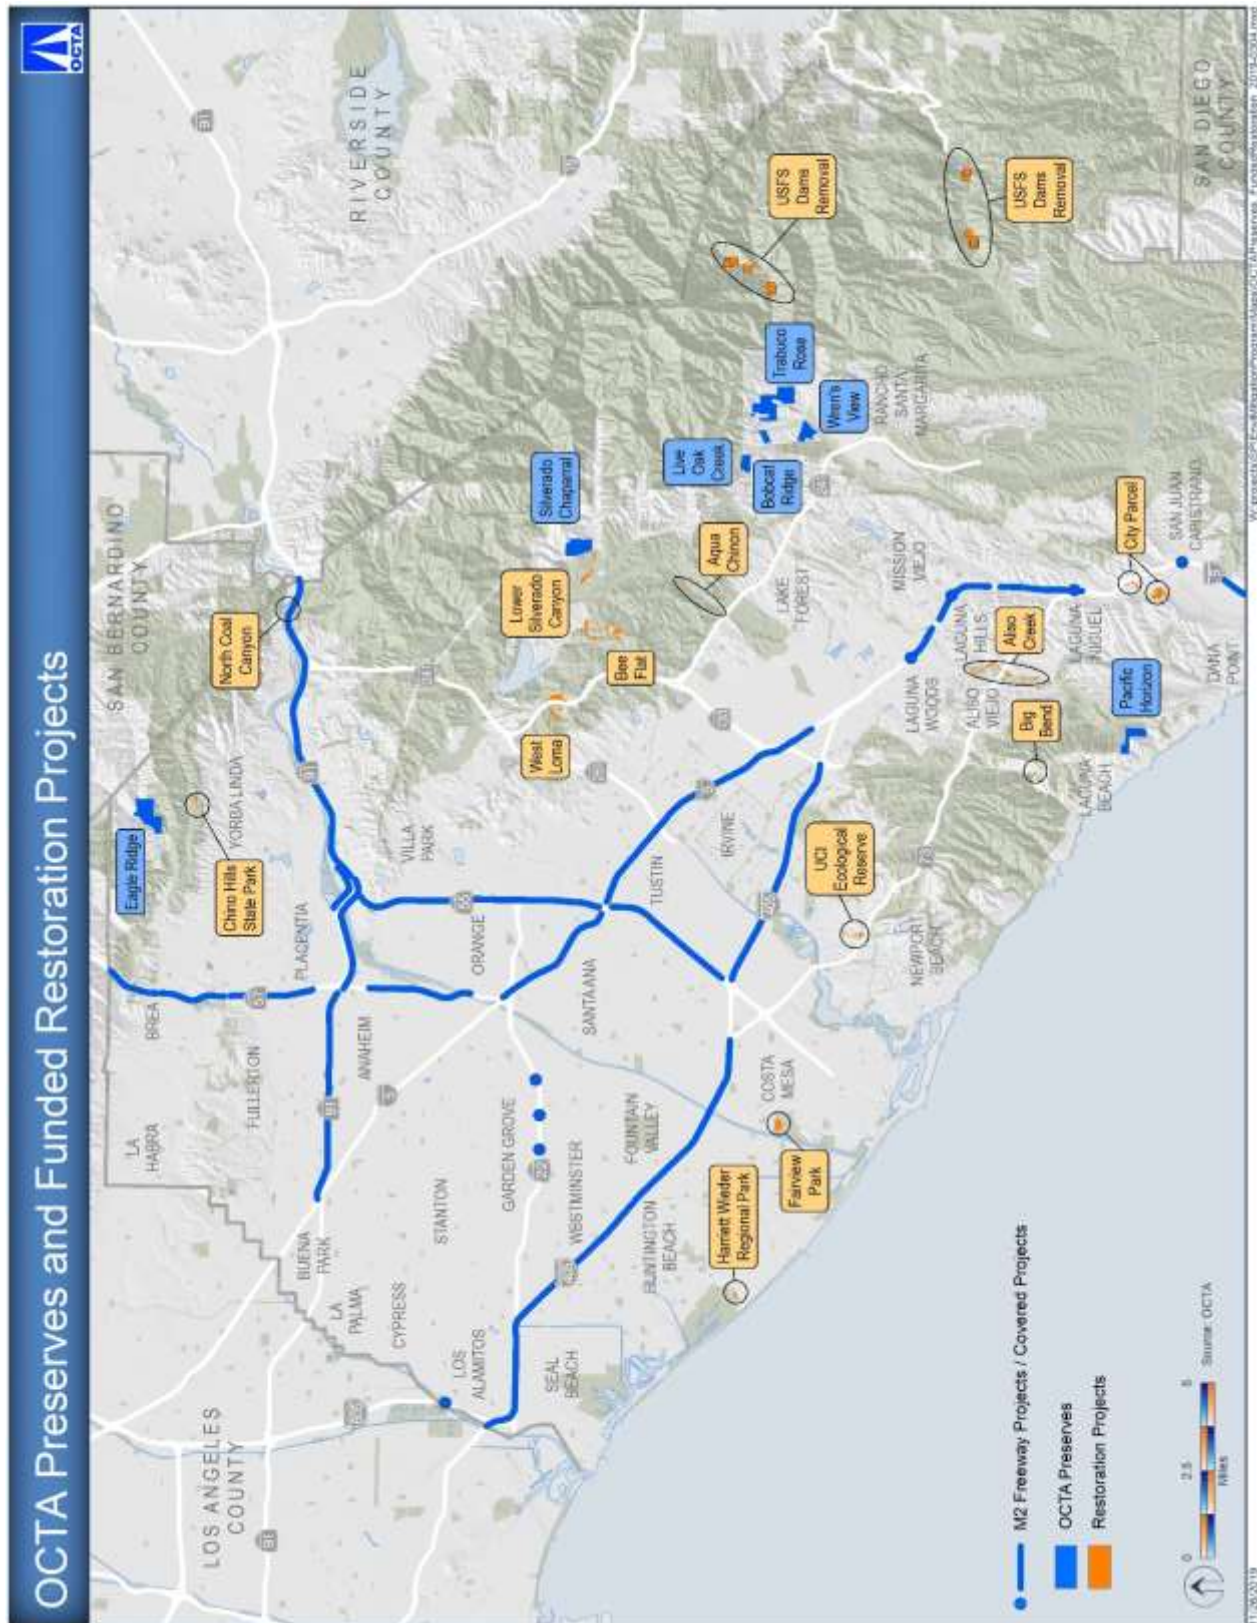 OCTA Preserves and Funded Restoration Projects
OCTA
LOS ANGELES
COUNTY
SAN BERNARDINO
COUNTY
RIVERSIDE
COUNTY
SAN DIEGO
COUNTY
LA
HABRA
BREA
Eagle Ridge
Chino Hills
State Park
YORBA LINDA
North Coal
Canyon
FULLERTON
PLACENTIA
BUENA
PARK
LA
PALMA
ANAHEIM
VILLA
PARK
CYPRESS
STANTON
ORANGE
LOS
ALAMITOS
GARDEN GROVE
West
Loma
Lower
Silverado
Canyon
Silverado
Chaparral
SEAL
BEACH
WESTMINSTER
SANTA ANA
TUSTIN
Bee
Flat
FOUNTAIN
VALLEY
HUNTINGTON
BEACH
IRVINE
Aqua
Chinon
Live
Oak
Creek
Bobcat
Ridge
Trabuco
Rose
Wren's
View
USFS
Dams
Removal
Harriett Wieder
Regional Park
COSTA
MESA
Fairview
Park
LAKE
FOREST
RANCHO
SANTA
MARGARITA
UCI
Ecological
Reserve
NEWPORT
BEACH
LAGUNA
WOODS
MISSION
VIEJO
LAGUNA
HILLS
ALISO
VIEJO
Aliso
Creek
USFS
Dams
Removal
Big
Bend
LAGUNA
NIGUEL
LAGUNA
BEACH
Pacific
Horizon
City Parcel
SAN JUAN
CAPISTRANO
DANA
POINT
M2 Freeway Projects / Covered Projects
OCTA Preserves
Restoration Projects
0 2.5 5
Miles
Source: OCTA